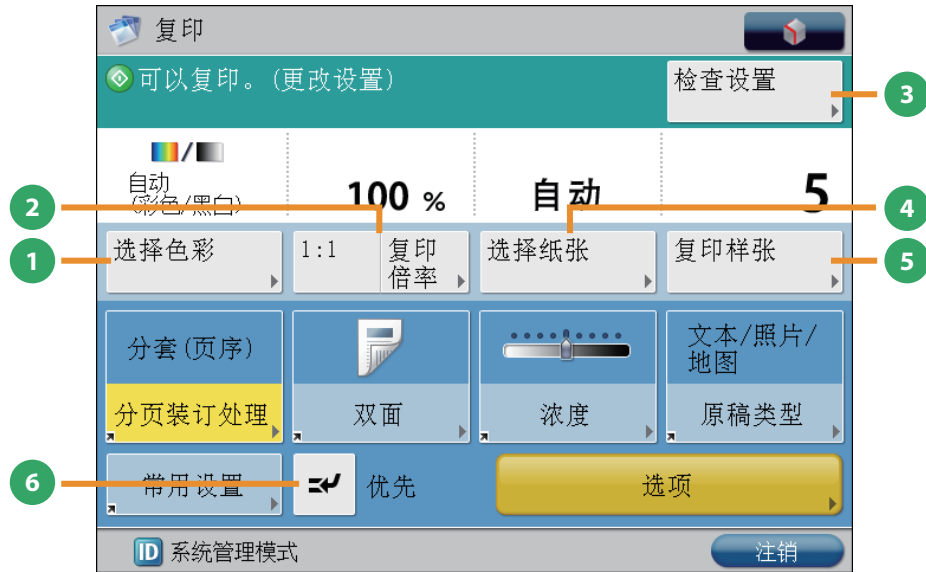 复印
可以复印。(更改设置)
检查设置
3
自动
(彩色/黑白)
100 %
自动
5
2
4
1
选择色彩
1:1
复印
倍率
选择纸张
复印样张
5
分套(页序)
文本/照片/
地图
分页装订处理
双面
浓度
原稿类型
6
常用设置
优先
选项
ID 系统管理模式
注销